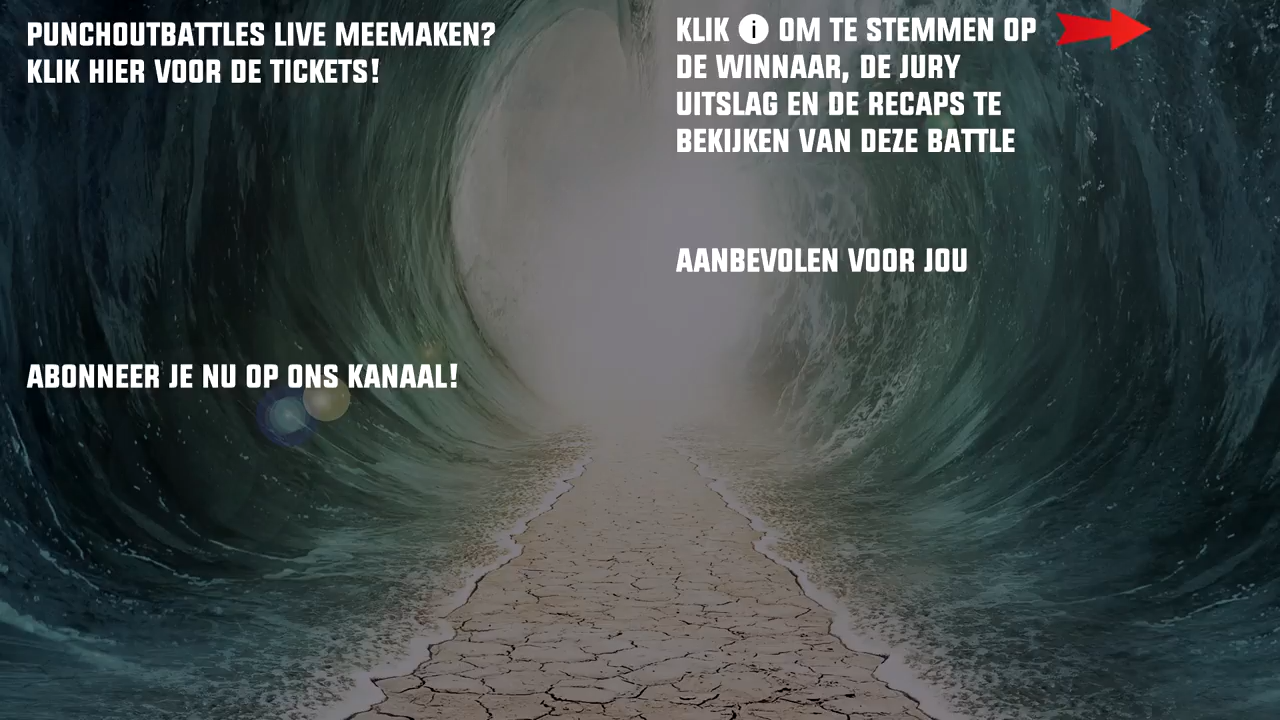 PUNCHOUTBATTLES LIVE MEEMAKEN?
KLIK HIER VOOR DE TICKETS!
ABONNEER JE NU OP ONS KANAAL!
KLIK i OM TE STEMMEN OP
DE WINNAAR, DE JURY
UITSLAG EN DE RECAPS TE
BEKIJKEN VAN DEZE BATTLE
AANBEVOLEN VOOR JOU